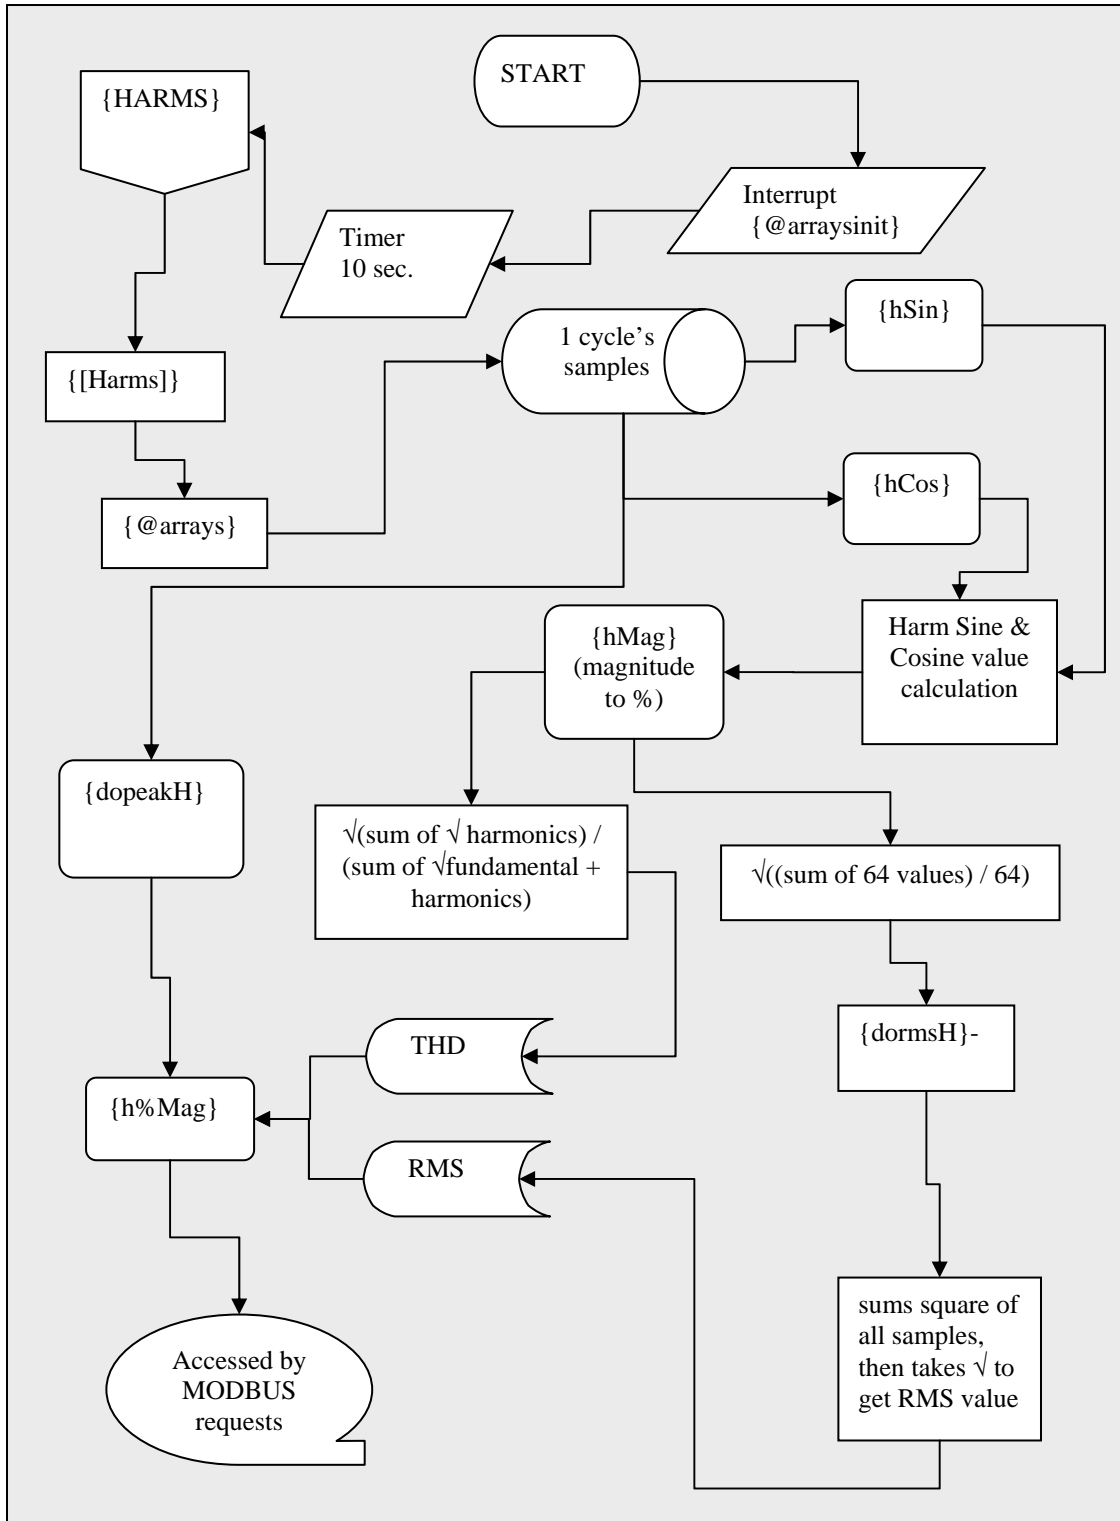 START
{HARMS}
Interrupt
{@arraysinit}
Timer
10 sec.
{hSin}
1 cycle's
samples
{[Harms]}
{hCos}
{@arrays}
Harm Sine &
Cosine value
calculation
{hMag}
(magnitude
to %)
{dopeakH}
√(sum of √ harmonics) /
(sum of √fundamental +
harmonics)
√((sum of 64 values) / 64)
{dormsH}-
THD
{h%Mag}
RMS
sums square of
all samples,
then takes √ to
get RMS value
Accessed by
MODBUS
requests